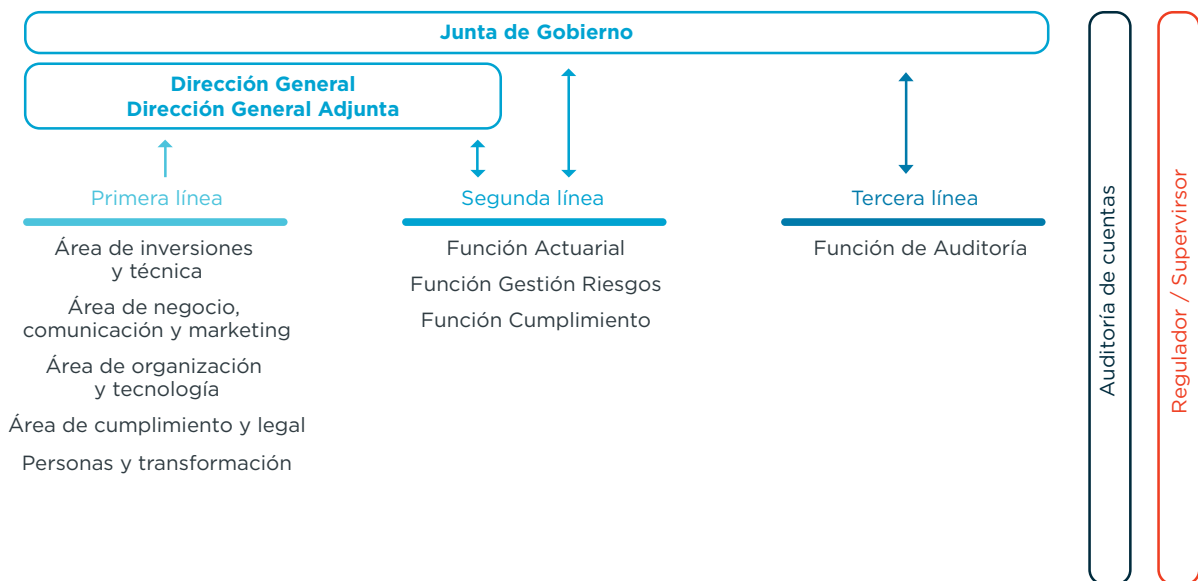 Junta de Gobierno
Dirección General
Dirección General Adjunta
Primera línea
Área de inversiones
y técnica
Área de negocio,
comunicación y marketing
Área de organización
y tecnología
Área de cumplimiento y legal
Personas y transformación
Segunda línea
Función Actuarial
Función Gestión Riesgos
Función Cumplimiento
Tercera línea
Función de Auditoría
Auditoría de cuentas
Regulador / Supervirsor